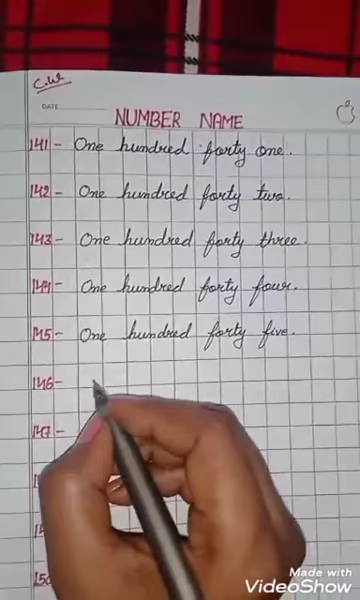 C.W
DATE
NUMBER NAME
141- One hundred forty one.
142- One hundred forty two.
143- One hundred forty three.
144- One hundred forty four.
145- One hundred forty five.
146-
147-
Made with
VideoShow